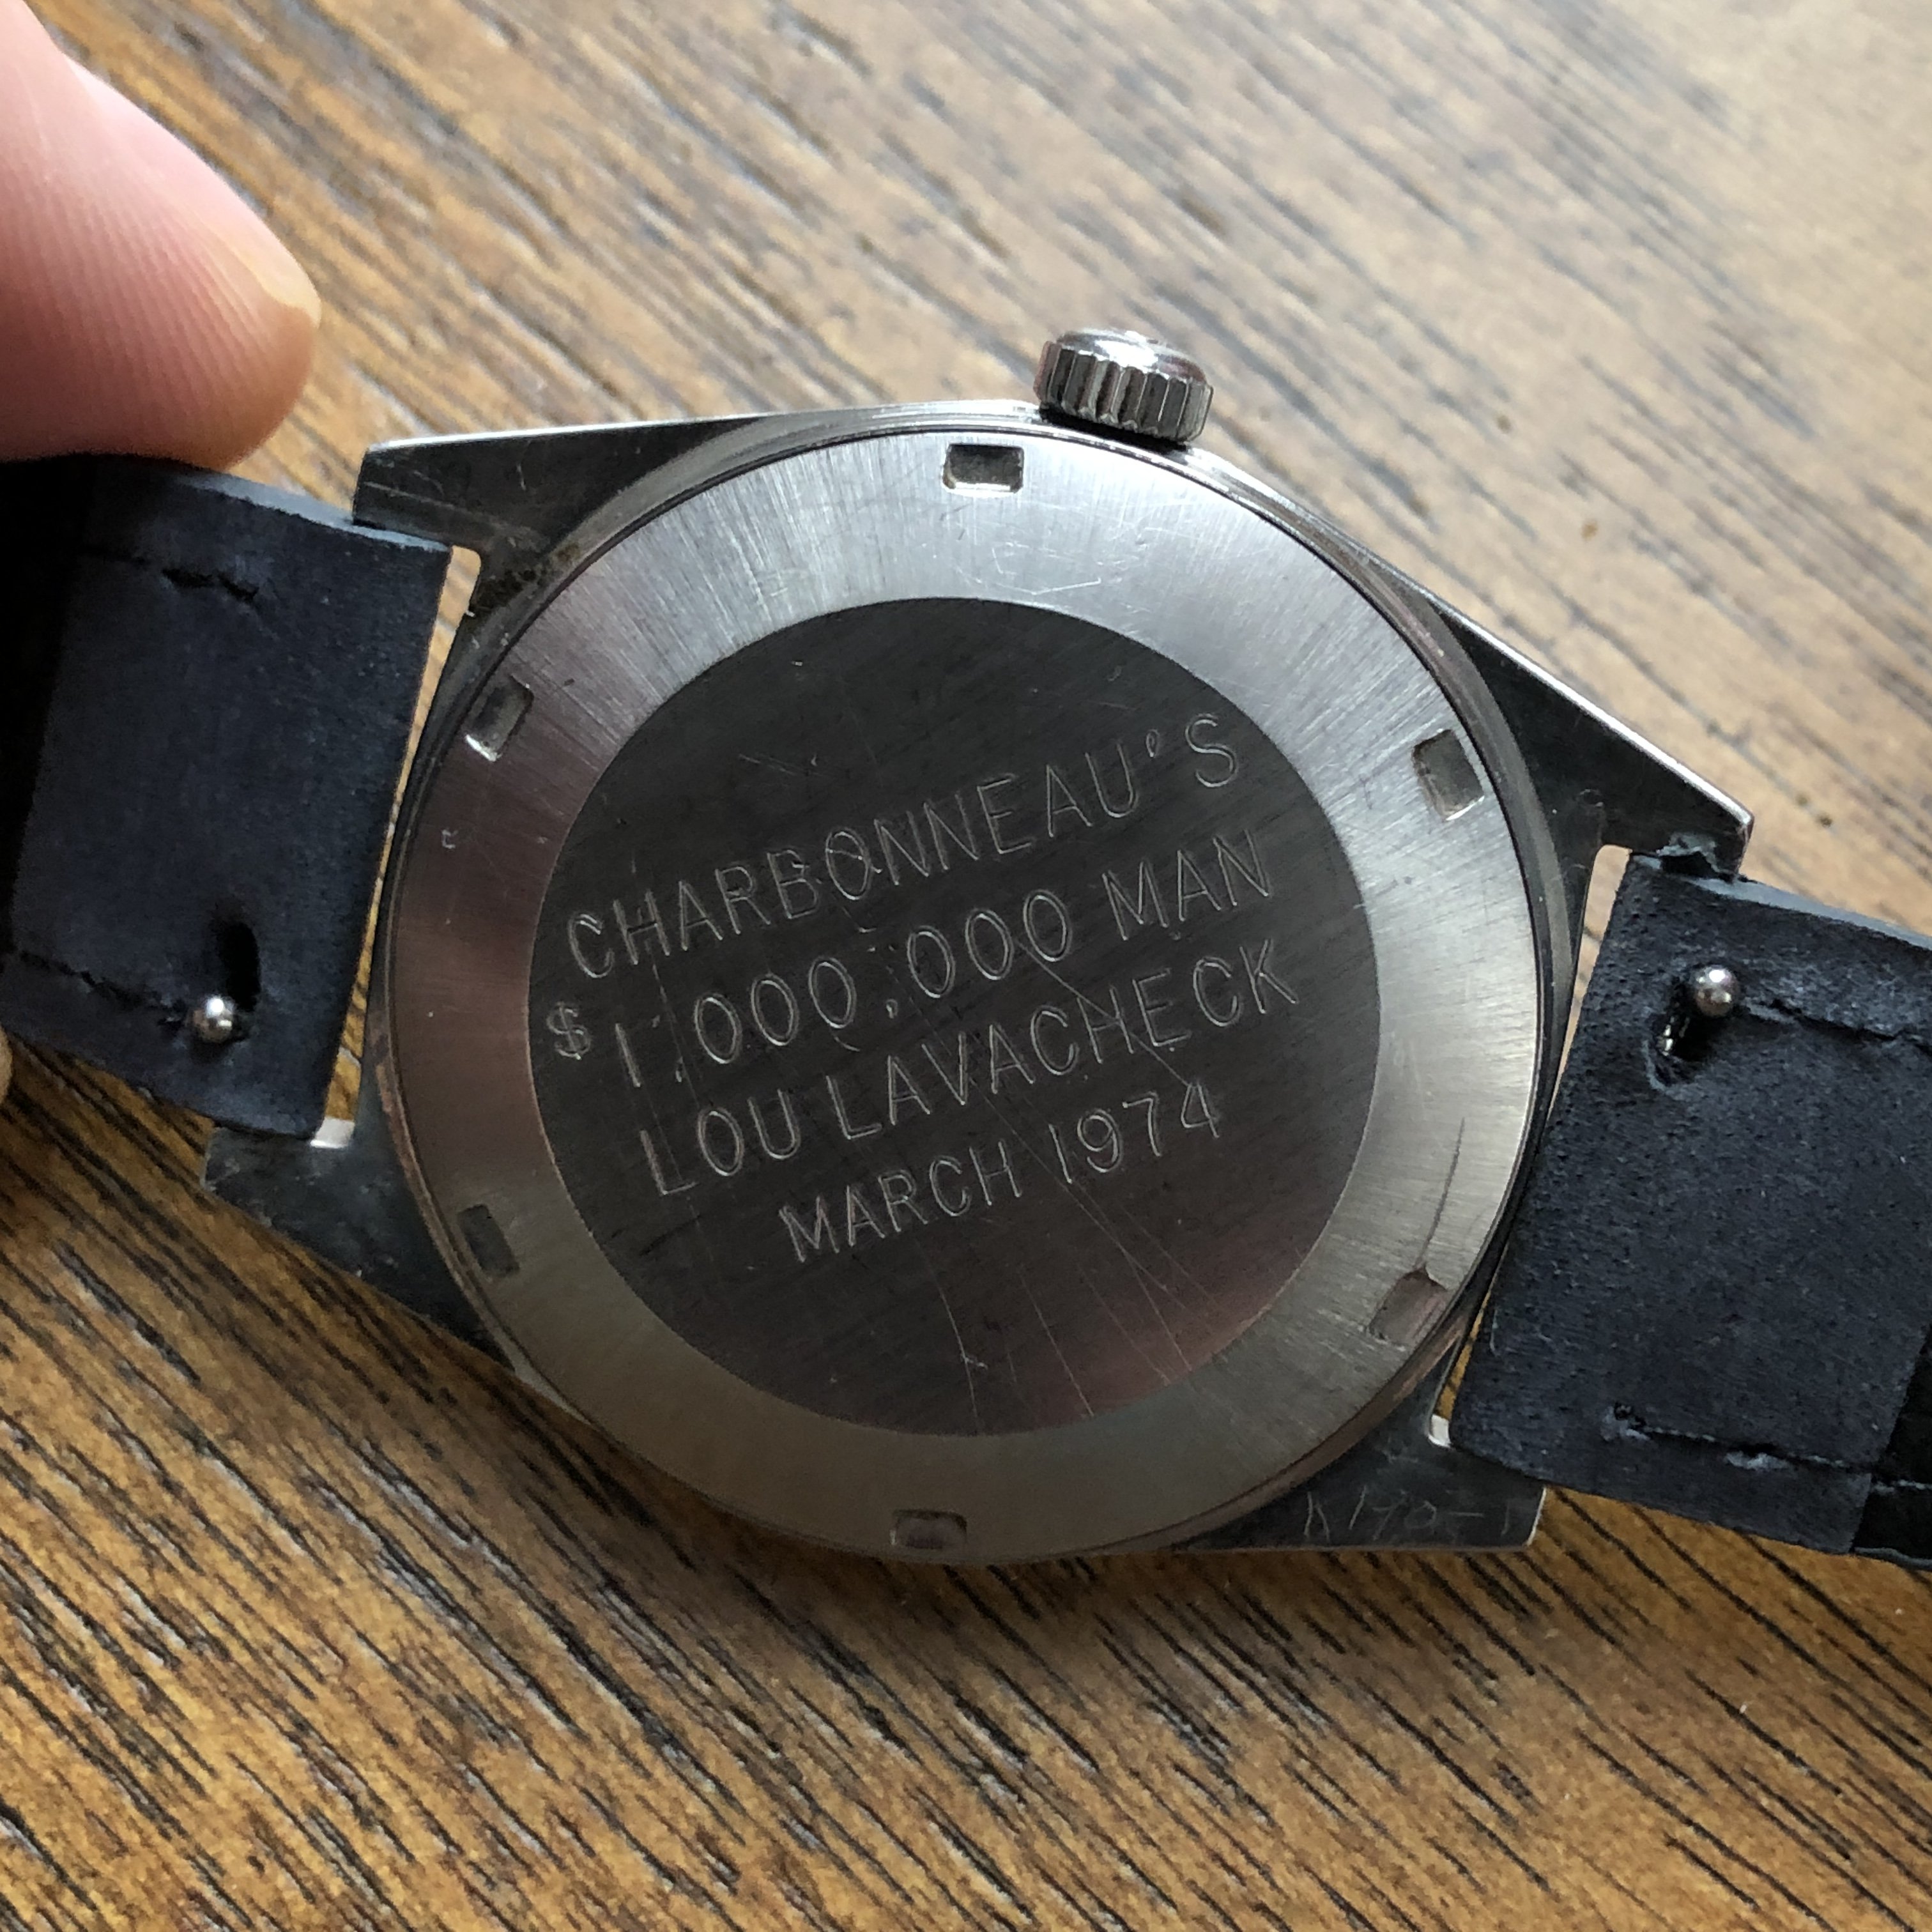 CHARBONNEAU'S
$1,000,000 MAN
LOU LAVACHECK
MARCH 1974